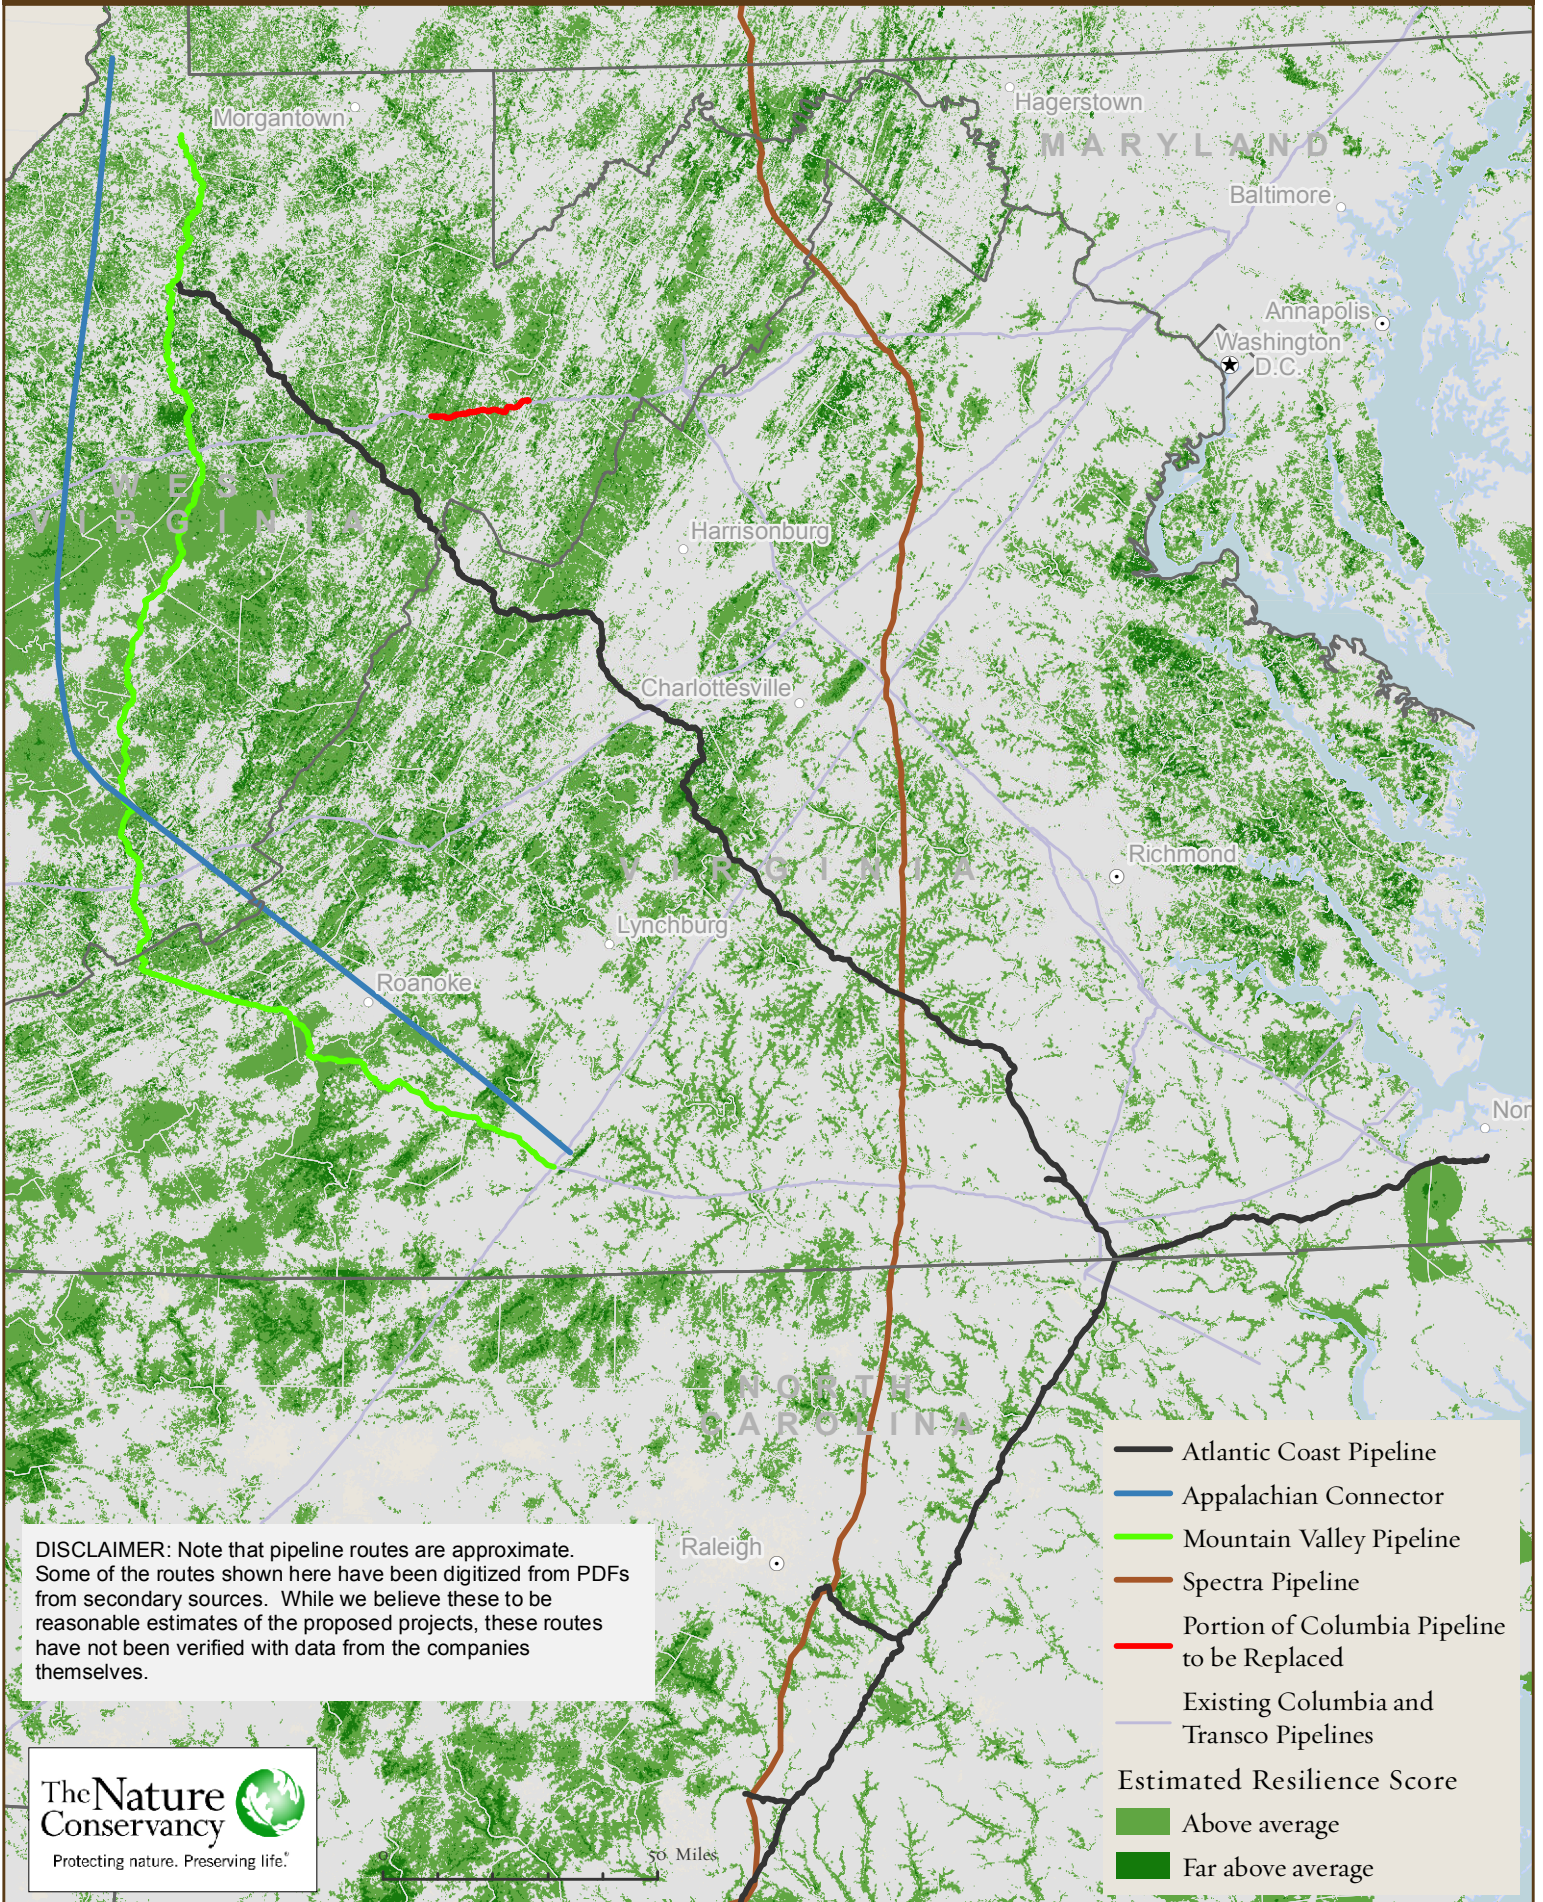 Morgantown
Hagerstown
MARYLAND
Baltimore
Annapolis
Washington
D.C.
WEST
VIRGINIA
Harrisonburg
Charlottesville
VIRGINIA
Richmond
Lynchburg
Roanoke
Nor
NORTH
CAROLINA
Raleigh
Atlantic Coast Pipeline
Appalachian Connector
Mountain Valley Pipeline
Spectra Pipeline
Portion of Columbia Pipeline
to be Replaced
Existing Columbia and
Transco Pipelines
Estimated Resilience Score
Above average
Far above average
DISCLAIMER: Note that pipeline routes are approximate.
Some of the routes shown here have been digitized from PDFs
from secondary sources.  While we believe these to be
reasonable estimates of the proposed projects, these routes
have not been verified with data from the companies
themselves.
The Nature
Conservancy
Protecting nature. Preserving life.®
0 50 Miles